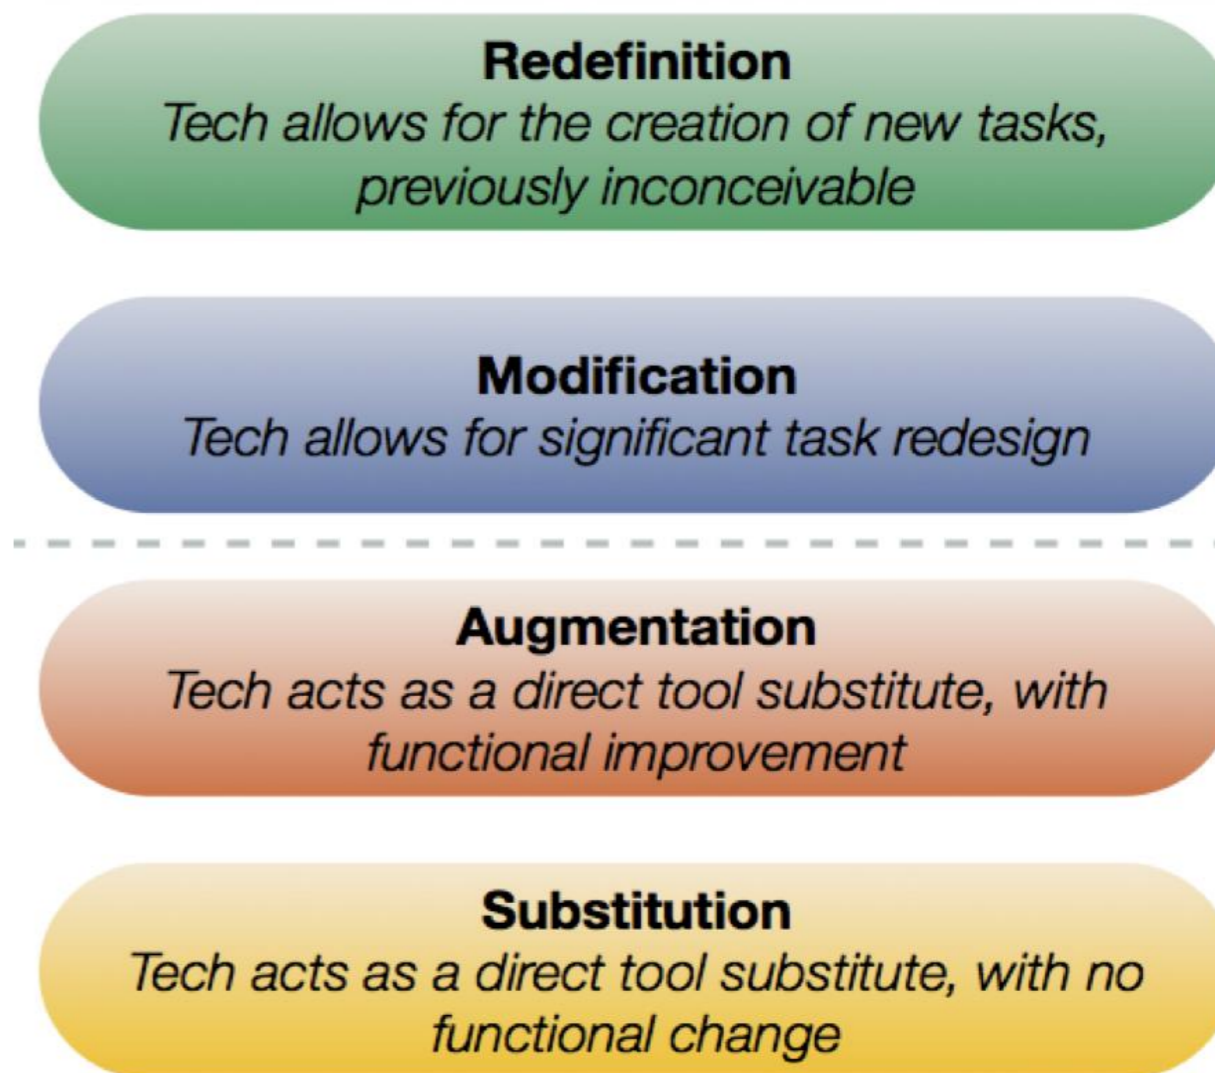 Redefinition
Tech allows for the creation of new tasks,
previously inconceivable
Modification
Tech allows for significant task redesign
Augmentation
Tech acts as a direct tool substitute, with
functional improvement
Substitution
Tech acts as a direct tool substitute, with no
functional change